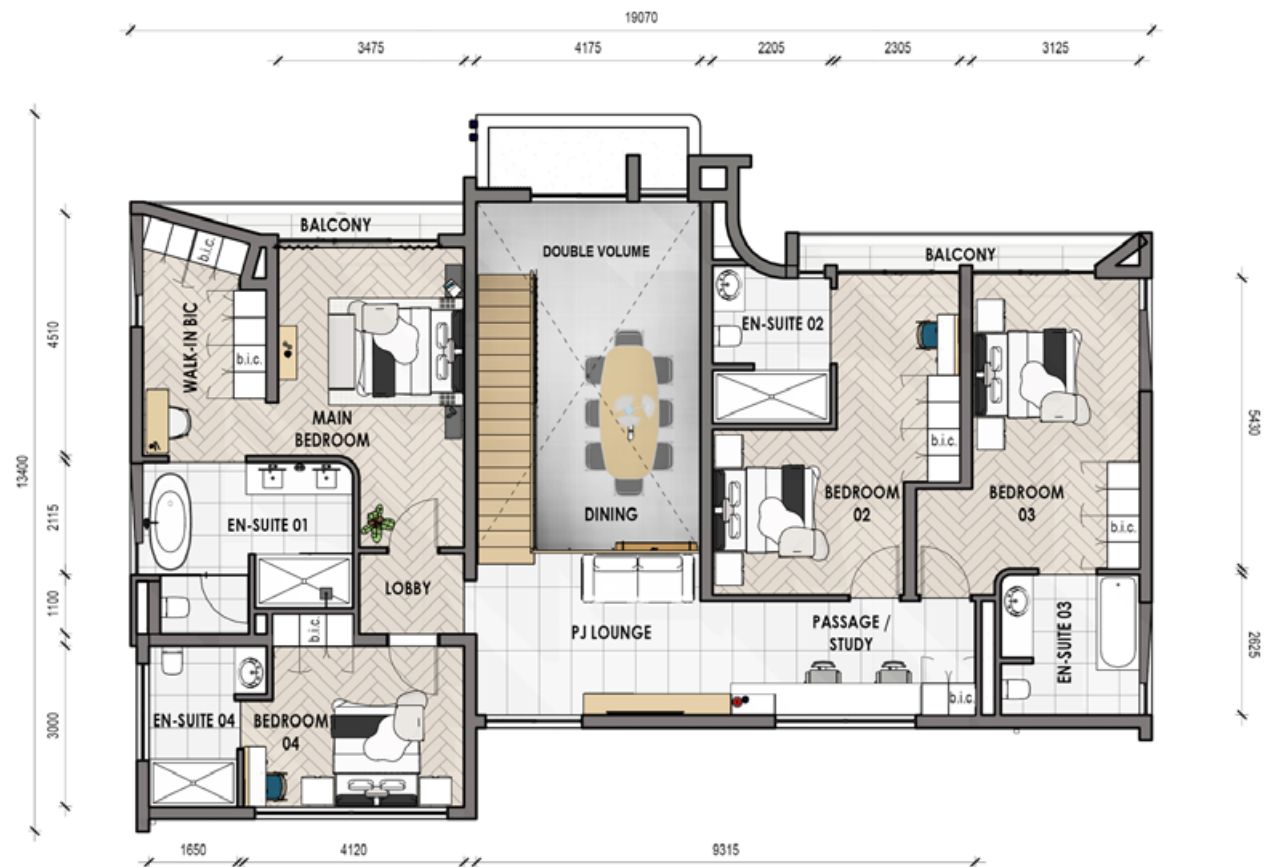 19070
3475
4175
2205
2305
3125
BALCONY
DOUBLE VOLUME
BALCONY
b.i.c.
WALK-IN BIC
b.i.c.
EN-SUITE 02
4510
5430
13400
MAIN
BEDROOM
b.i.c.
BEDROOM
02
BEDROOM
03
b.i.c.
DINING
EN-SUITE 01
2115
LOBBY
1100
b.i.c.
PJ LOUNGE
PASSAGE /
STUDY
EN-SUITE 03
2625
b.i.c.
EN-SUITE 04
BEDROOM
04
3000
1650
4120
9315